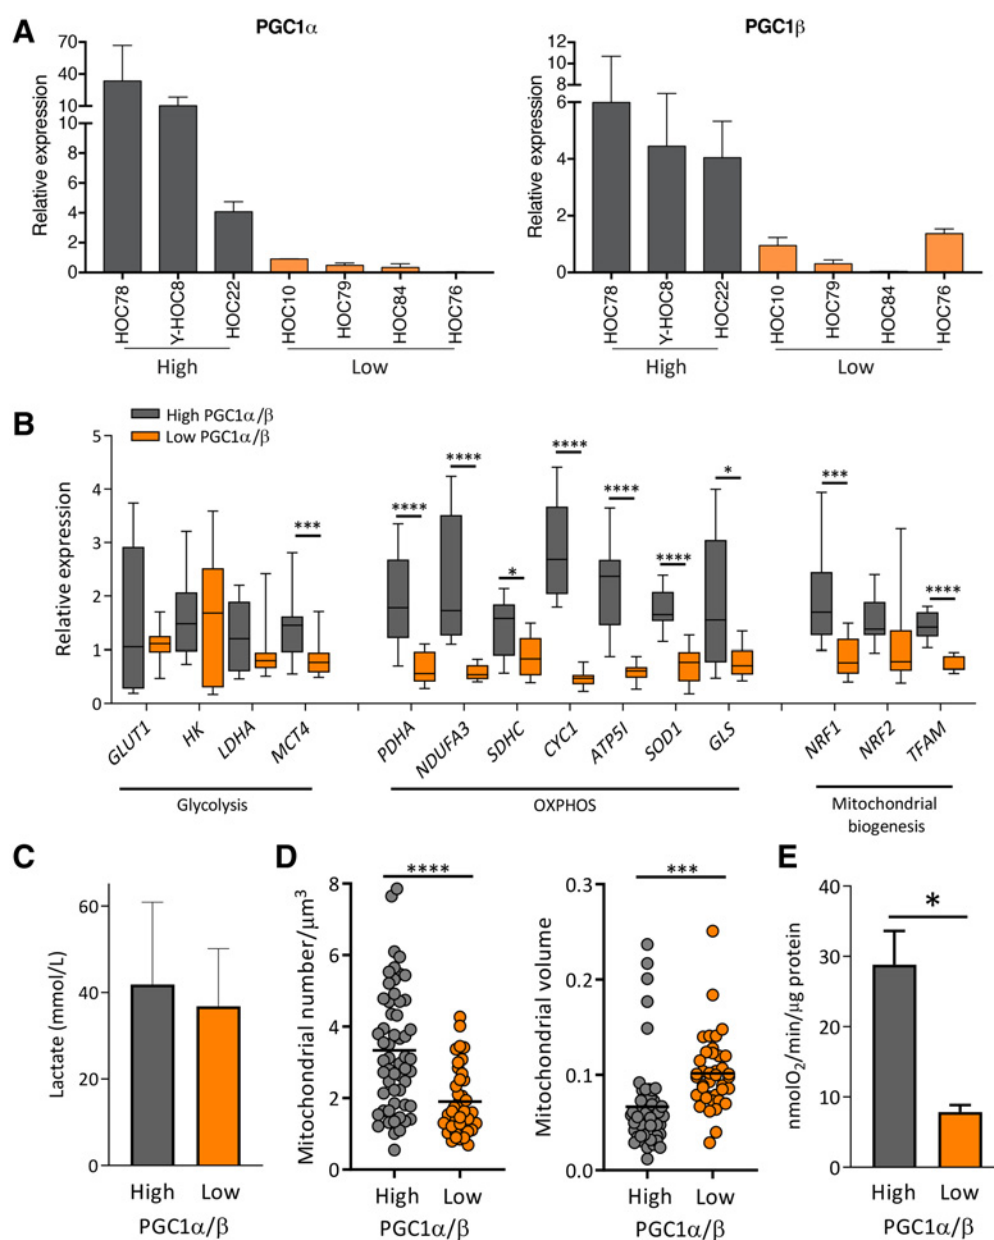 A
PGC1α
Relative expression
70
40
10
10
8
6
4
2
0
HOC78
Y-HOC8
HOC22
HOC10
HOC79
HOC84
HOC76
High
Low
PGC1β
Relative expression
12
10
8
6
4
2
0
HOC78
Y-HOC8
HOC22
HOC10
HOC79
HOC84
HOC76
High
Low
B
High PGC1α/β
Low PGC1α/β
Relative expression
5
4
3
2
1
0
***
****
****
*
****
****
****
*
***
****
GLUT1
HK
LDHA
MCT4
PDHA
NDUFA3
SDHC
CYC1
ATP5I
SOD1
GLS
NRF1
NRF2
TFAM
Glycolysis
OXPHOS
Mitochondrial
biogenesis
C
Lactate (mmol/L)
60
40
20
0
High
Low
PGC1α/β
D
Mitochondrial number/µm³
8
6
4
2
0
****
High
Low
PGC1α/β
Mitochondrial volume
0.3
0.2
0.1
0.0
***
High
Low
PGC1α/β
E
nmolO₂/min/µg protein
40
30
20
10
0
*
High
Low
PGC1α/β